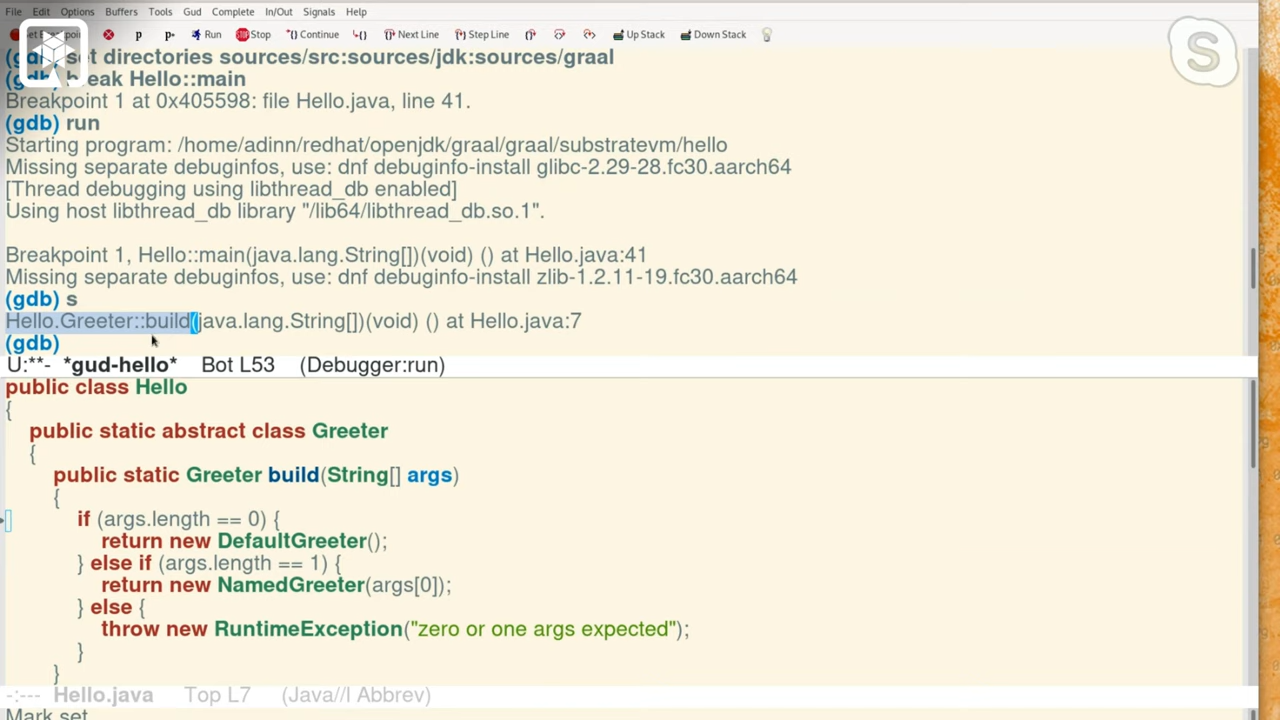 File Edit Options Buffers Tools Gud Complete In/Out Signals Help
p p* Run Stop Continue Next Line Step Line Up Stack Down Stack
set directories sources/src:sources/jdk:sources/graal
break Hello::main
Breakpoint 1 at 0x405598: file Hello.java, line 41.
(gdb) run
Starting program: /home/adinn/redhat/openjdk/graal/graal/substratevm/hello
Missing separate debuginfos, use: dnf debuginfo-install glibc-2.29-28.fc30.aarch64
[Thread debugging using libthread_db enabled]
Using host libthread_db library "/lib64/libthread_db.so.1".
Breakpoint 1, Hello::main(java.lang.String[])(void) () at Hello.java:41
Missing separate debuginfos, use: dnf debuginfo-install zlib-1.2.11-19.fc30.aarch64
(gdb) s
Hello.Greeter::build(java.lang.String[])(void) () at Hello.java:7
(gdb)
U:**- *gud-hello* Bot L53 (Debugger:run)
public class Hello
{
public static abstract class Greeter
{
public static Greeter build(String[] args)
{
if (args.length == 0) {
return new DefaultGreeter();
} else if (args.length == 1) {
return new NamedGreeter(args[0]);
} else {
throw new RuntimeException("zero or one args expected");
}
}
-:--- Hello.java Top L7 (Java//l Abbrev)
Mark set